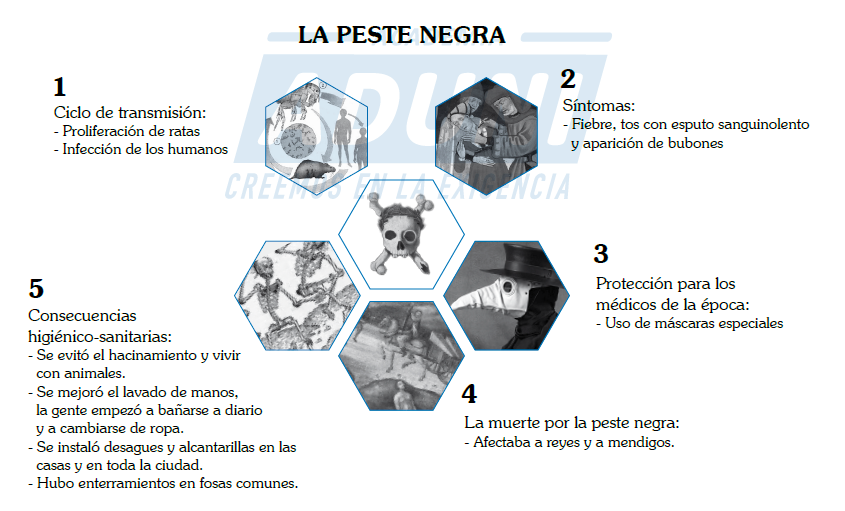 LA PESTE NEGRA
ADUNI
CREEMOS EN LA EXIGENCIA
1
Ciclo de transmisión:
- Proliferación de ratas
- Infección de los humanos
2
Síntomas:
- Fiebre, tos con esputo sanguinolento
y aparición de bubones
3
Protección para los
médicos de la época:
- Uso de máscaras especiales
4
La muerte por la peste negra:
- Afectaba a reyes y a mendigos.
5
Consecuencias
higiénico-sanitarias:
- Se evitó el hacinamiento y vivir
con animales.
- Se mejoró el lavado de manos,
la gente empezó a bañarse a diario
y a cambiarse de ropa.
- Se instaló desagues y alcantarillas en las
casas y en toda la ciudad.
- Hubo enterramientos en fosas comunes.